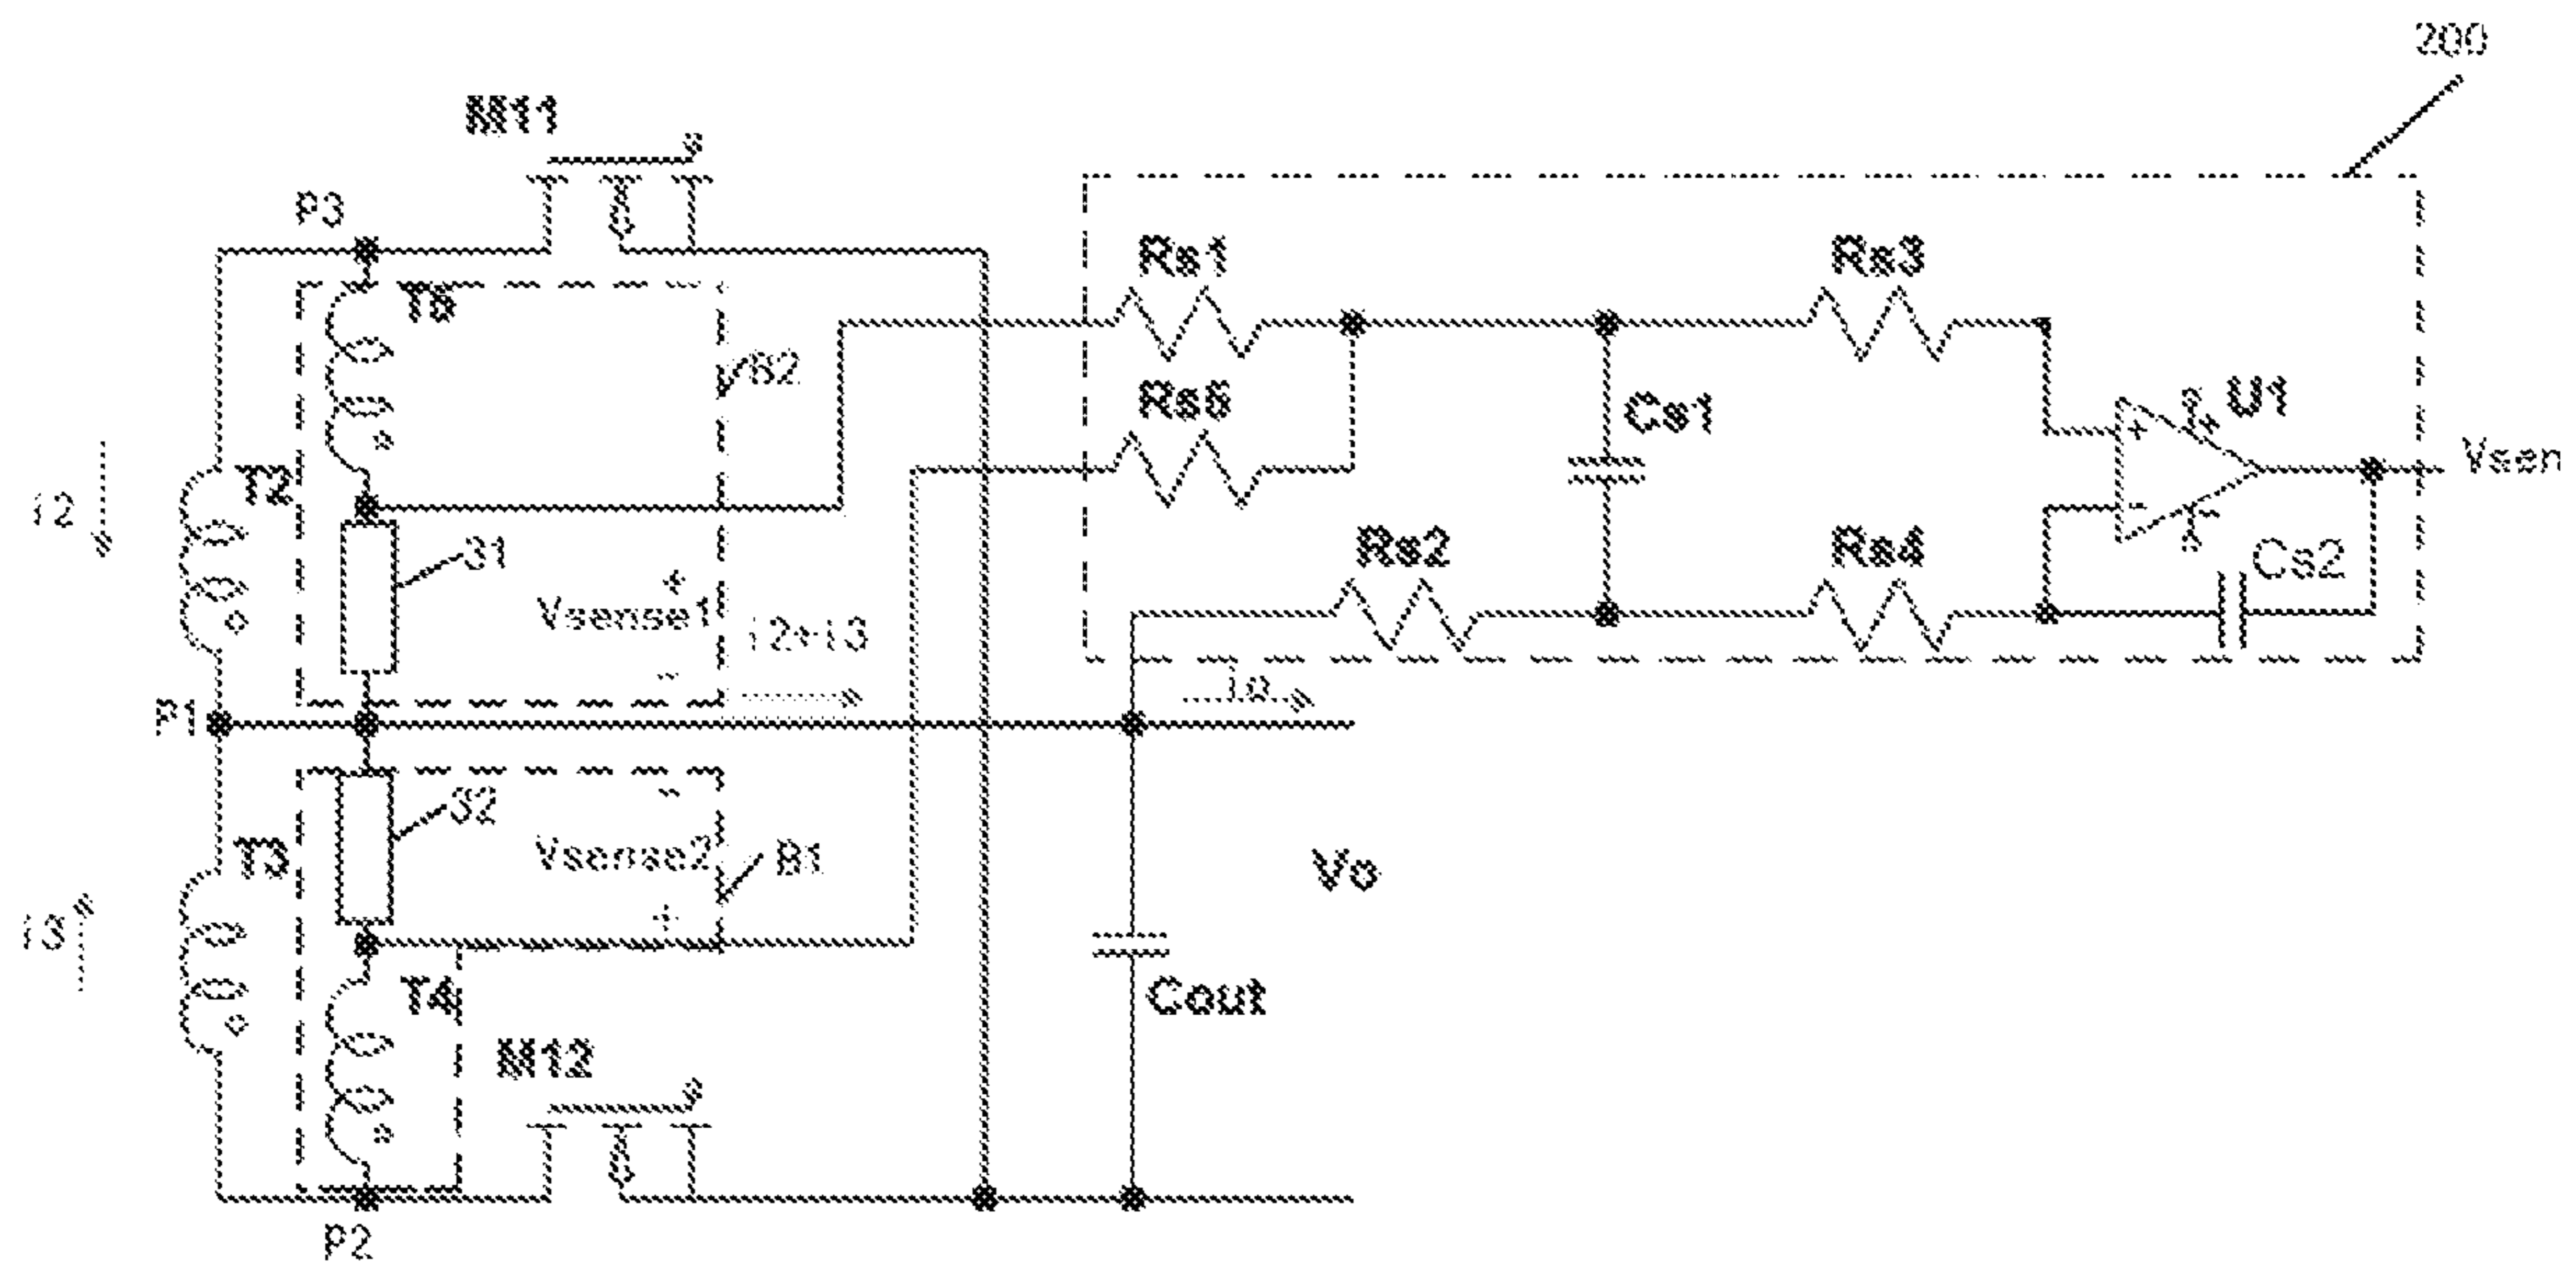 200
M11
P3
Rs1
Rs3
T5
B2
Rs5
Cs1
U1
+
Vsen
T2
i2
-
31
Rs2
Rs4
Cs2
+
Vsense1
i2+i3
-
io
P1
32
-
T3
Vsense2
B1
Vo
i3
+
T4
Cout
M12
P2